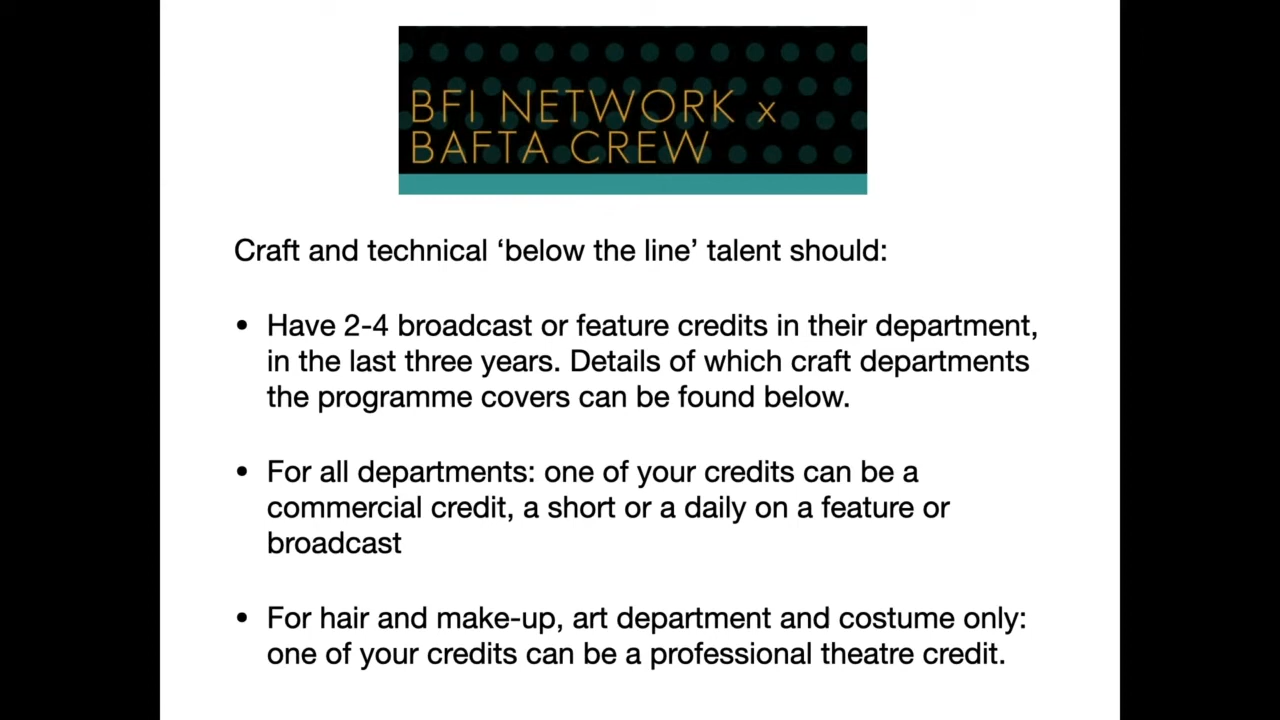 BFI NETWORK x
BAFTA CREW
Craft and technical ‘below the line’ talent should:
• Have 2-4 broadcast or feature credits in their department,
in the last three years. Details of which craft departments
the programme covers can be found below.
• For all departments: one of your credits can be a
commercial credit, a short or a daily on a feature or
broadcast
• For hair and make-up, art department and costume only:
one of your credits can be a professional theatre credit.